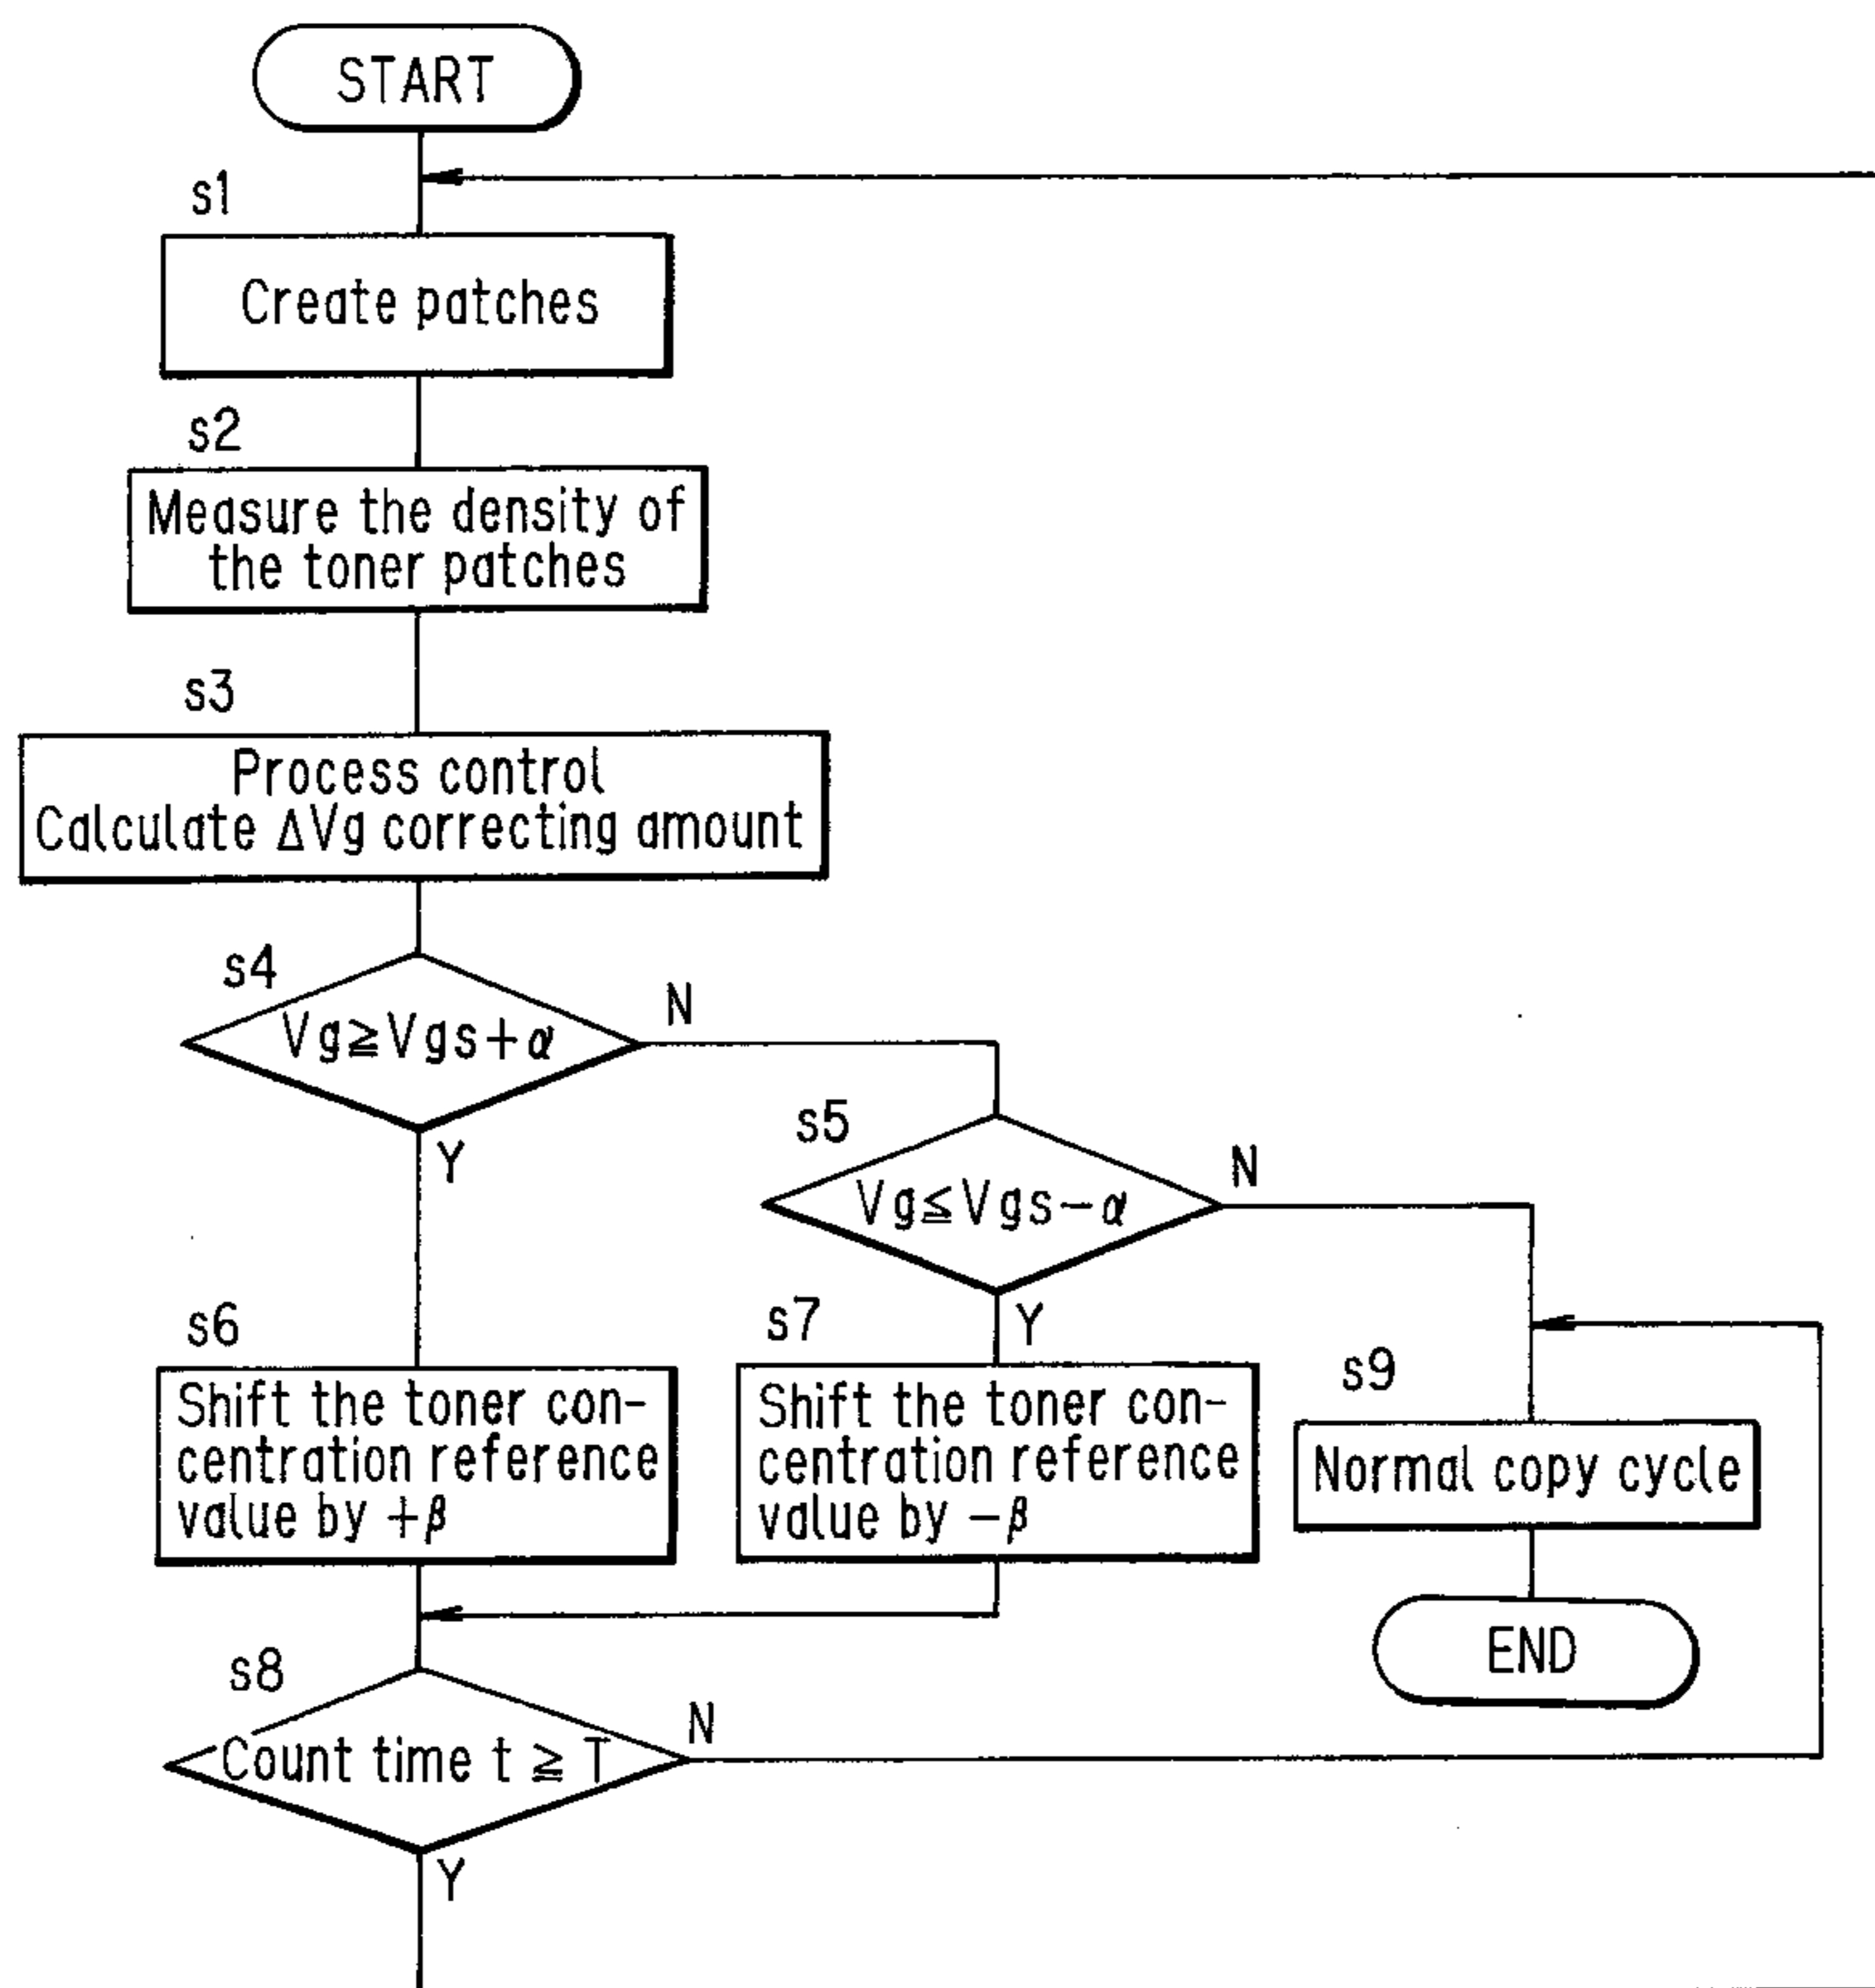 START
s1
Create patches
s2
Measure the density of
the toner patches
s3
Process control
Calculate ΔVg correcting amount
s4
Vg≧Vgs+α
N
Y
s5
Vg≦Vgs−α
N
Y
s6
Shift the toner con-
centration reference
value by +β
s7
Shift the toner con-
centration reference
value by −β
s9
Normal copy cycle
END
s8
Count time t ≧ T
N
Y